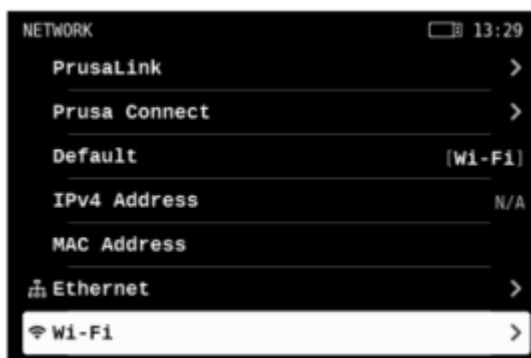 NETWORK 13:29
PrusaLink >
Prusa Connect >
Default [Wi-Fi]
IPv4 Address N/A
MAC Address
Ethernet >
Wi-Fi >